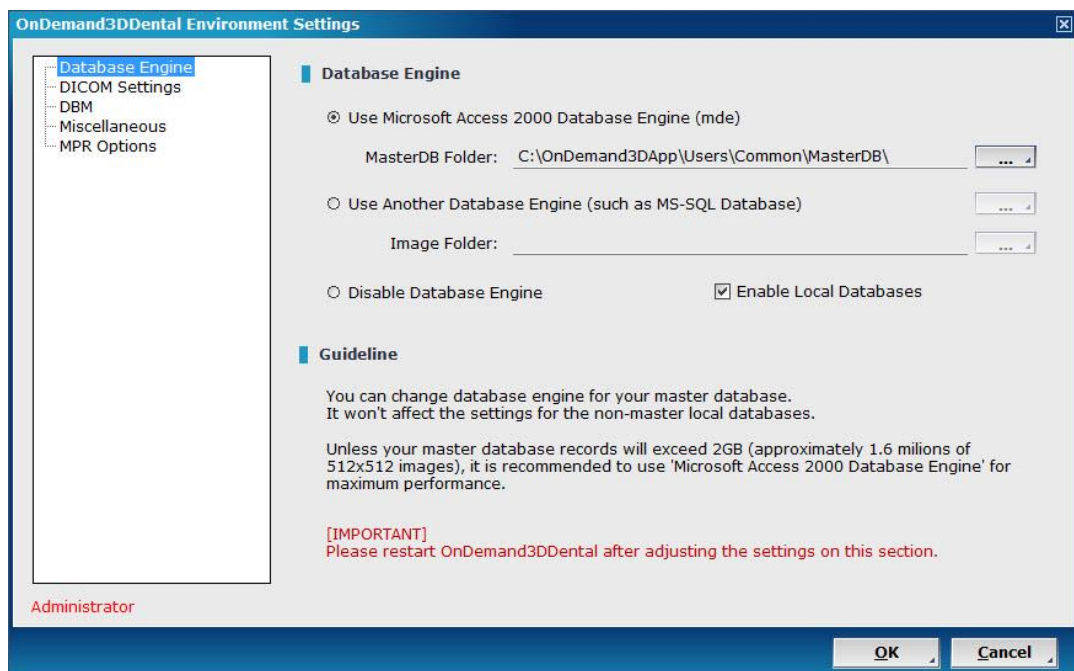 OnDemand3DDental Environment Settings
Database Engine
DICOM Settings
DBM
Miscellaneous
MPR Options
Administrator
Database Engine
Use Microsoft Access 2000 Database Engine (mde)
MasterDB Folder: C:\OnDemand3DApp\Users\Common\MasterDB\ ...
Use Another Database Engine (such as MS-SQL Database) ...
Image Folder: ...
Disable Database Engine Enable Local Databases
Guideline
You can change database engine for your master database.
It won't affect the settings for the non-master local databases.
Unless your master database records will exceed 2GB (approximately 1.6 milions of
512x512 images), it is recommended to use 'Microsoft Access 2000 Database Engine' for
maximum performance.
[IMPORTANT]
Please restart OnDemand3DDental after adjusting the settings on this section.
OK Cancel